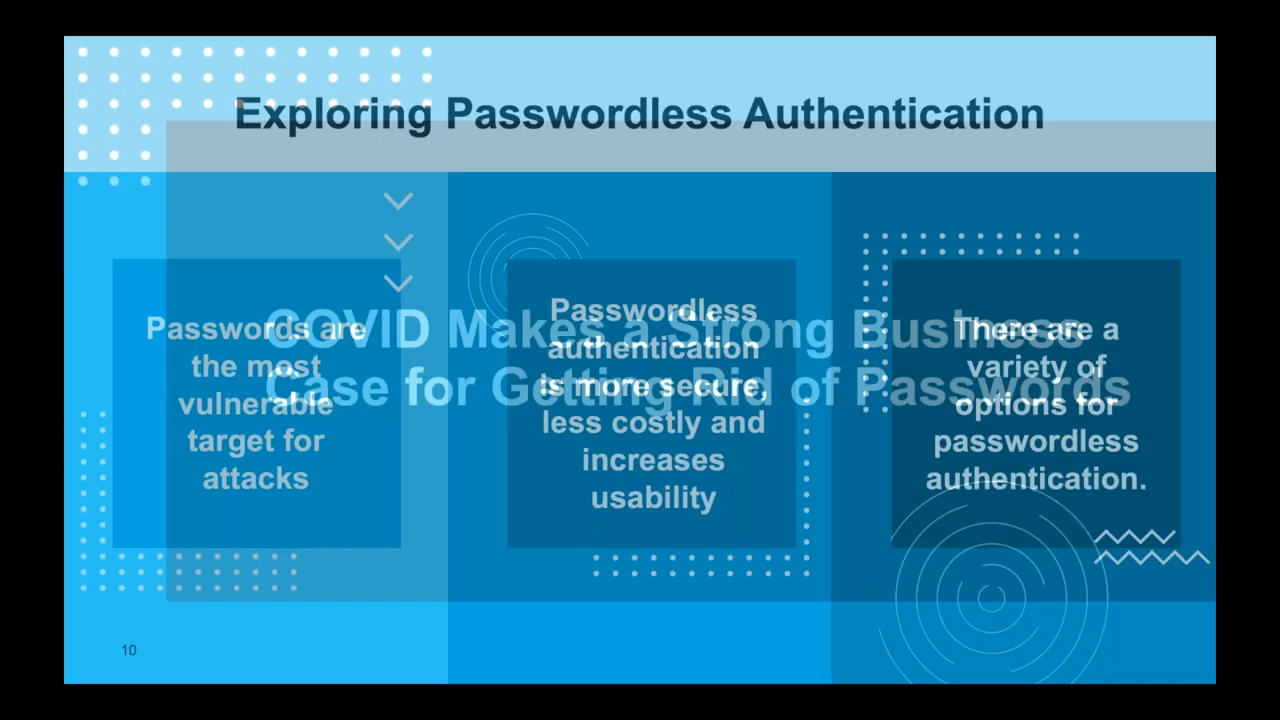 Exploring Passwordless Authentication
Passwords are
the most
vulnerable
target for
attacks
Passwordless
authentication
is more secure,
less costly and
increases
usability
There are a
variety of
options for
passwordless
authentication.
COVID Makes a Strong Business
Case for Getting Rid of Passwords
10